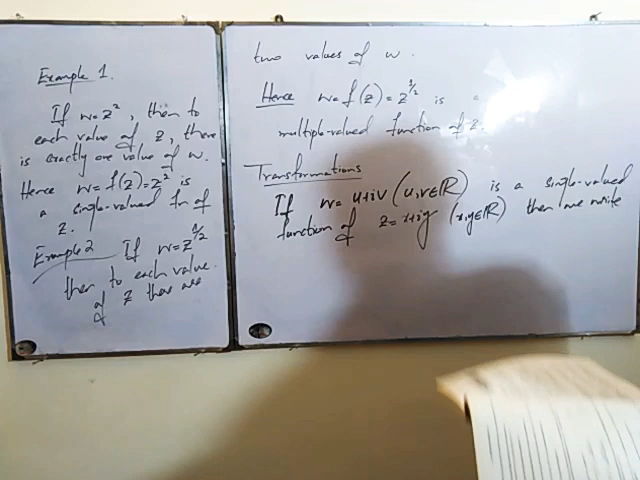 Example 1.
If w=z², then to
each value of z, there
is exactly one value of w.
Hence w=f(z)=z² is
a single-valued fn of
z.
Example 2 If w=z^1/2
then to each value
of z there are
two values of w.
Hence w=f(z)=z^1/2 is a
multiple-valued function of z.
Transformations
If w=u+iv (u,v∈ℝ) is a single-valued
function of z=x+iy (x,y∈ℝ) then we write